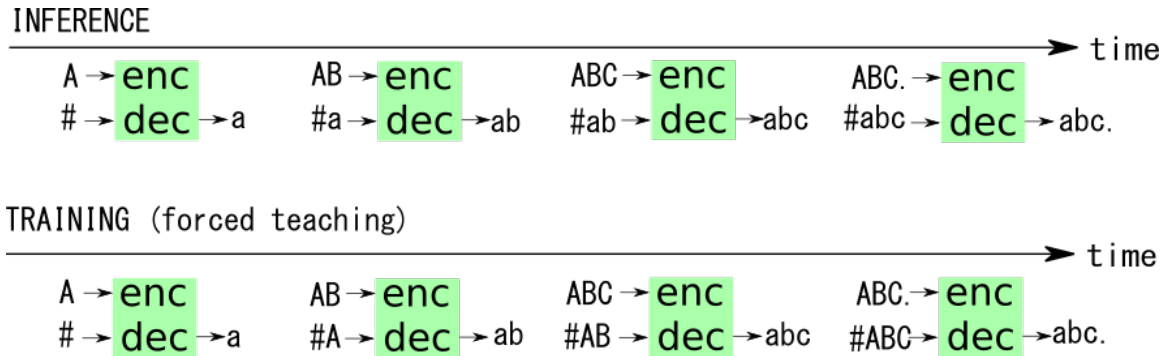 INFERENCE
time
A enc AB enc ABC enc ABC. enc
# dec a #a dec ab #ab dec abc #abc dec abc.
TRAINING (forced teaching)
time
A enc AB enc ABC enc ABC. enc
# dec a #A dec ab #AB dec abc #ABC dec abc.